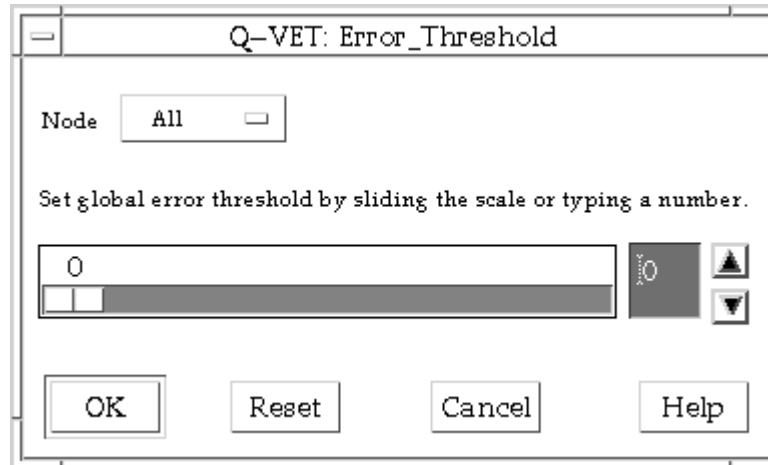 Q-VET: Error_Threshold
Node All
Set global error threshold by sliding the scale or typing a number.
0 0
OK Reset Cancel Help